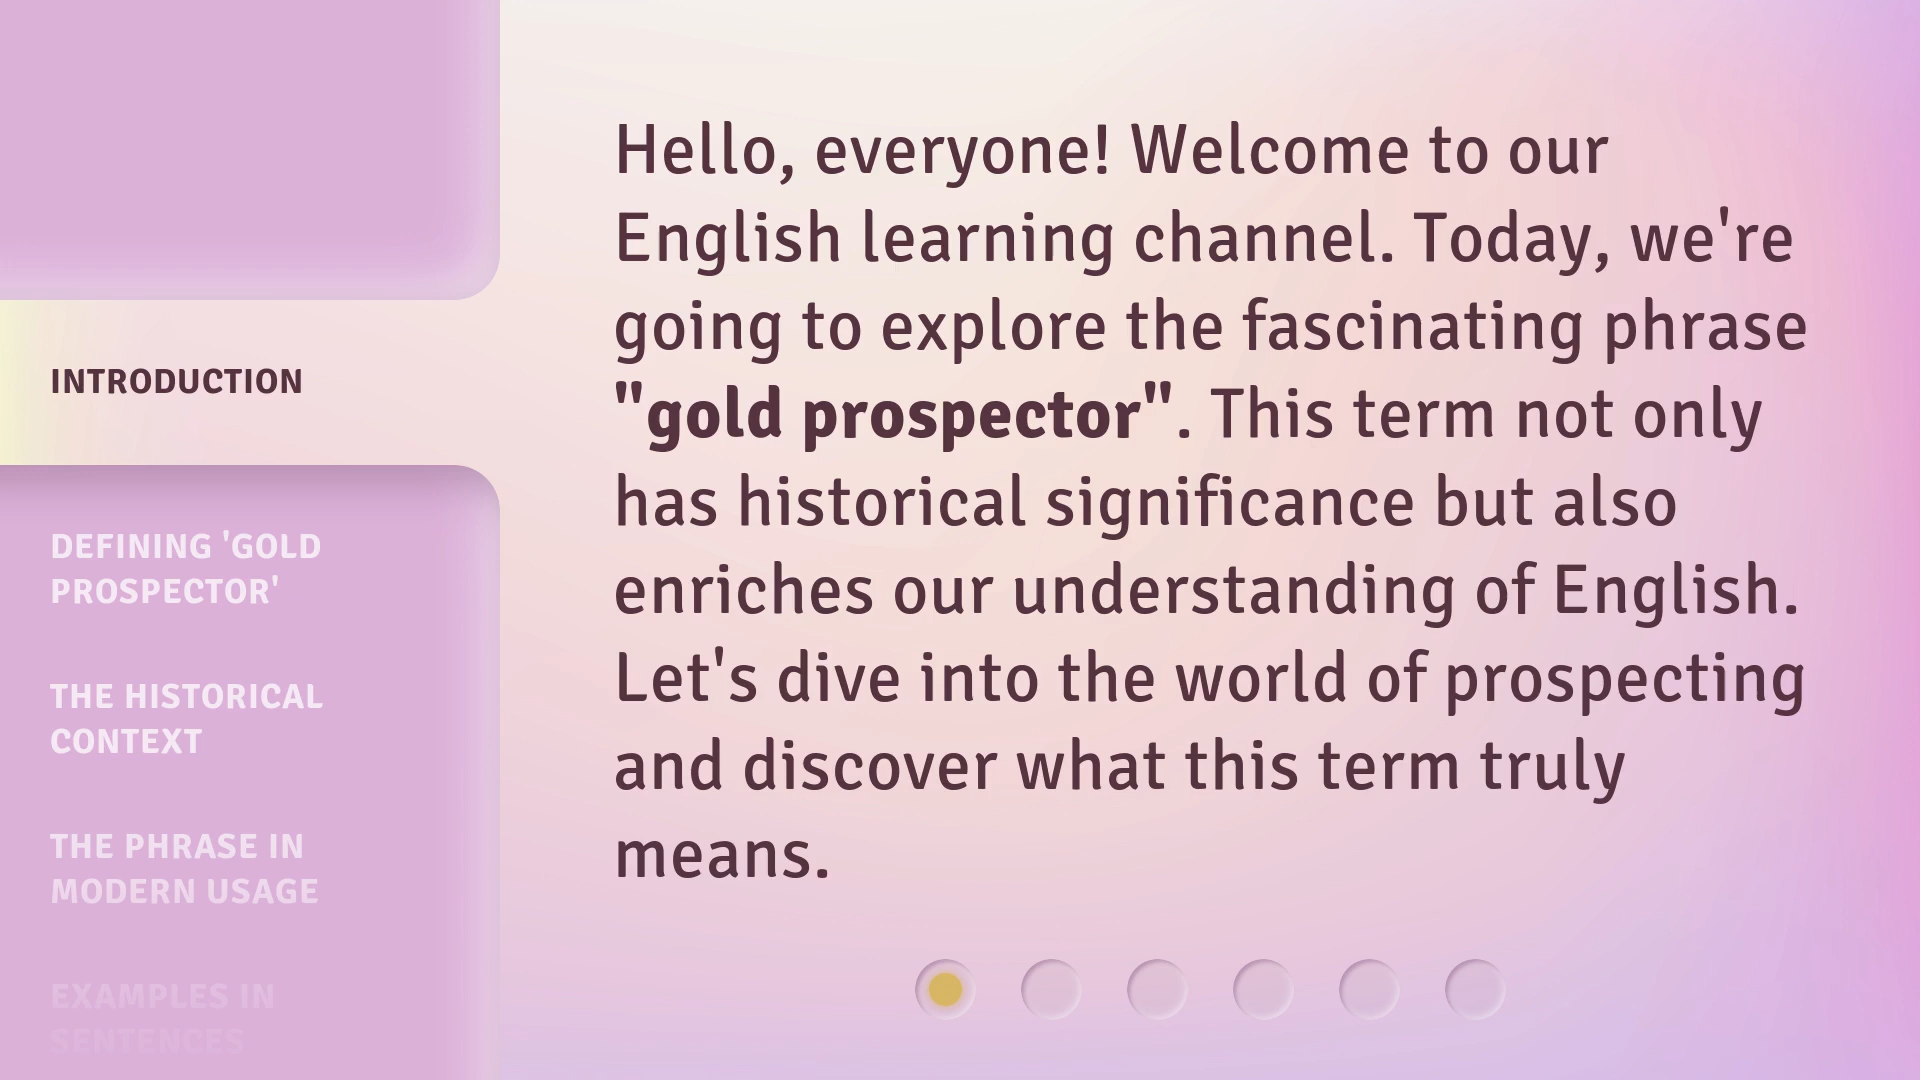 INTRODUCTION
DEFINING 'GOLD
PROSPECTOR'
THE HISTORICAL
CONTEXT
THE PHRASE IN
MODERN USAGE
EXAMPLES IN
SENTENCES
Hello, everyone! Welcome to our
English learning channel. Today, we're
going to explore the fascinating phrase
"gold prospector". This term not only
has historical significance but also
enriches our understanding of English.
Let's dive into the world of prospecting
and discover what this term truly
means.